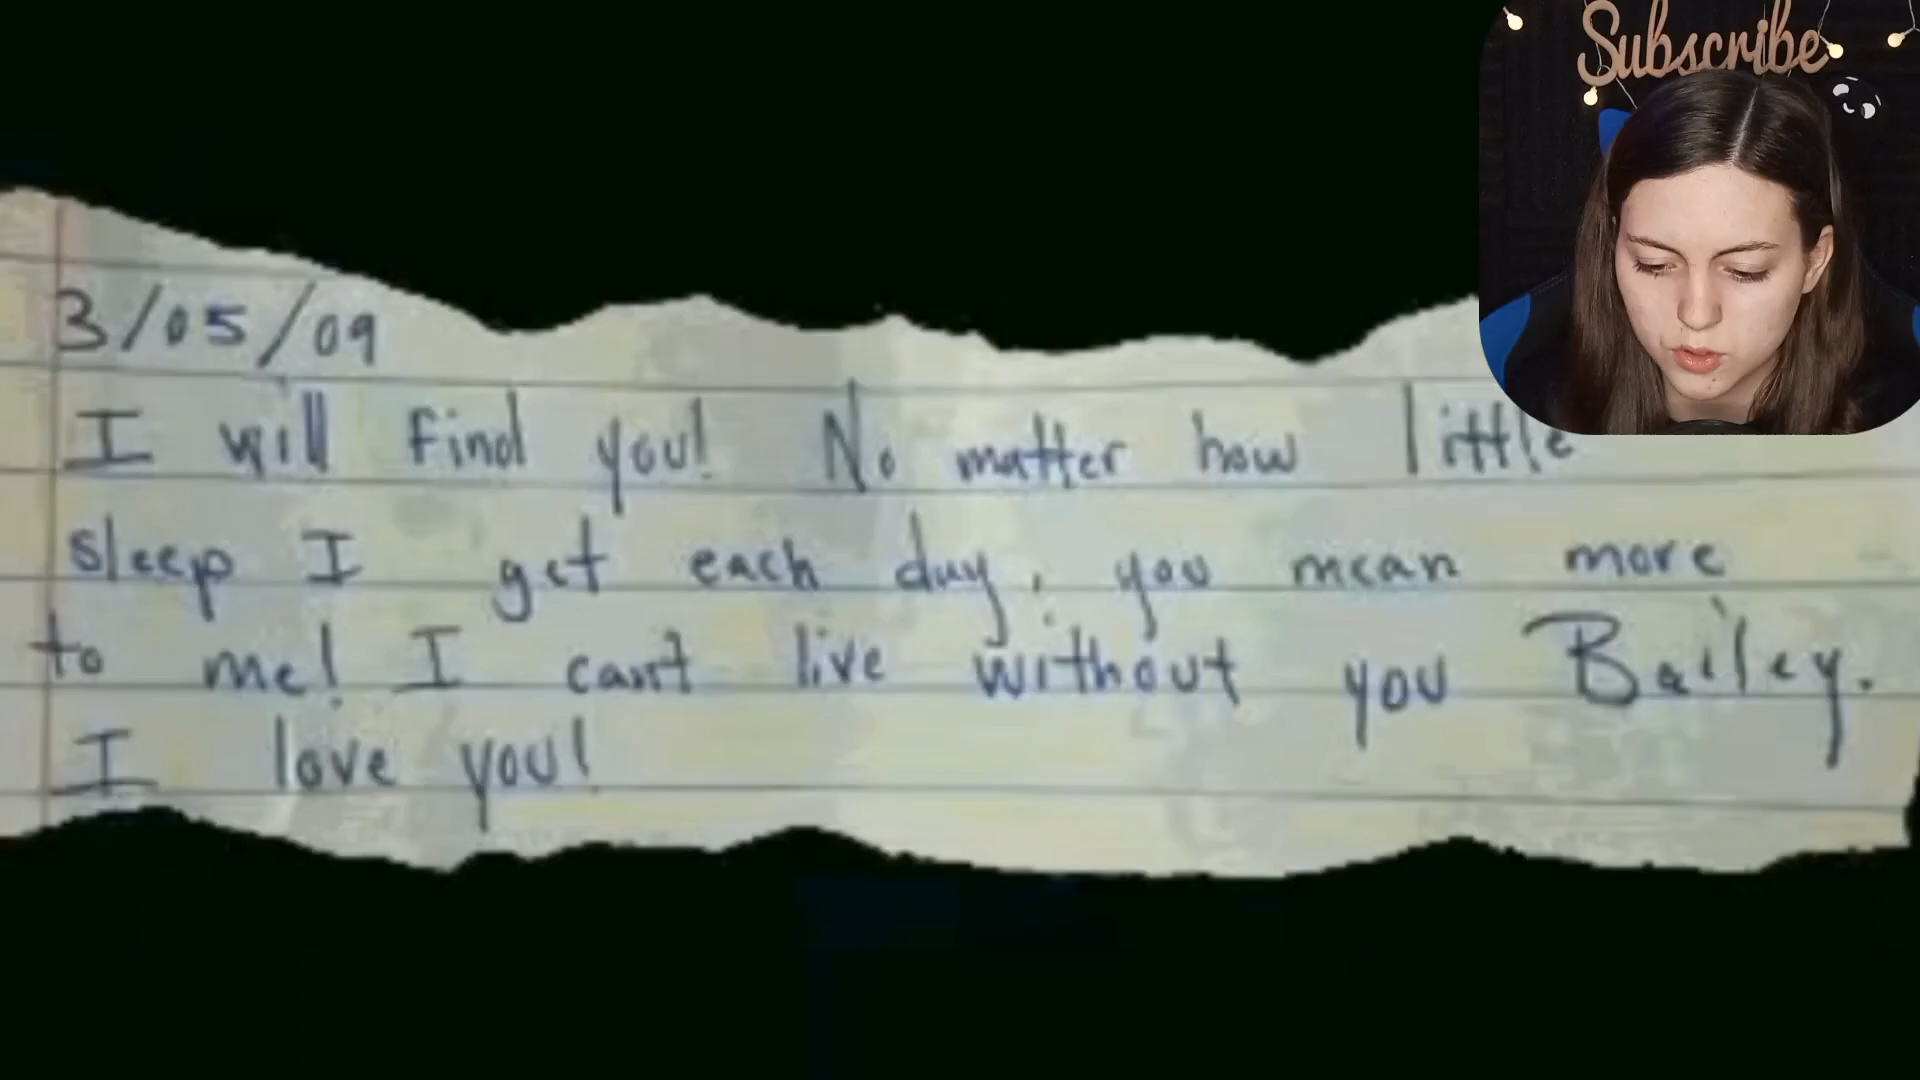 Subscribe
3/05/09
I will find you! No matter how little
sleep I get each day, you mean more
to me! I can't live without you Bailey.
I love you!